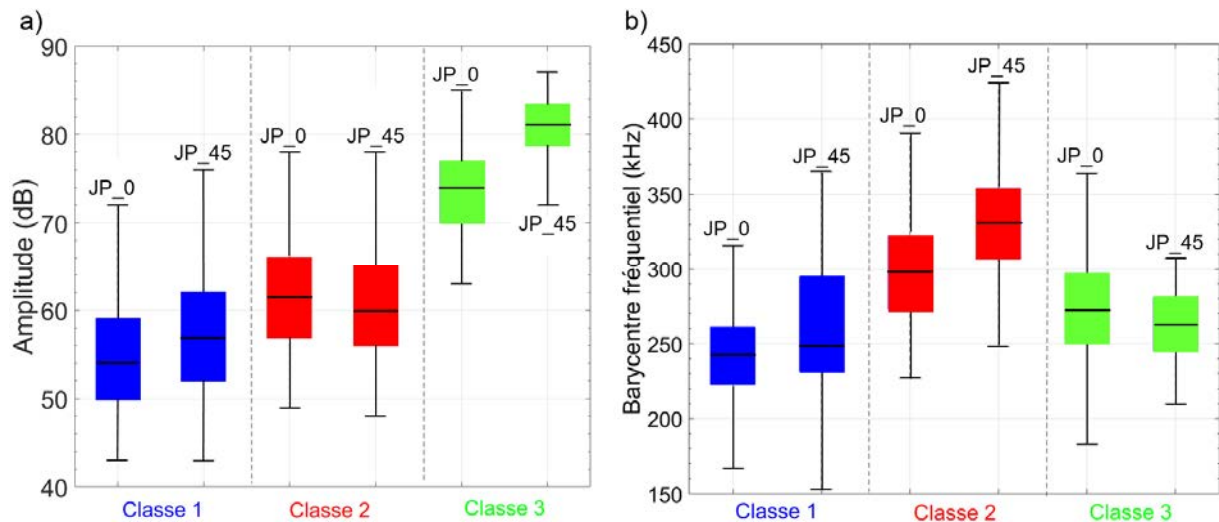 a)
Amplitude (dB)
90
80
70
60
50
40
JP_0
JP_45
JP_0
JP_45
JP_0
JP_45
Classe 1
Classe 2
Classe 3
b)
Barycentre fréquentiel (kHz)
450
400
350
300
250
200
150
JP_0
JP_45
JP_0
JP_45
JP_0
JP_45
Classe 1
Classe 2
Classe 3